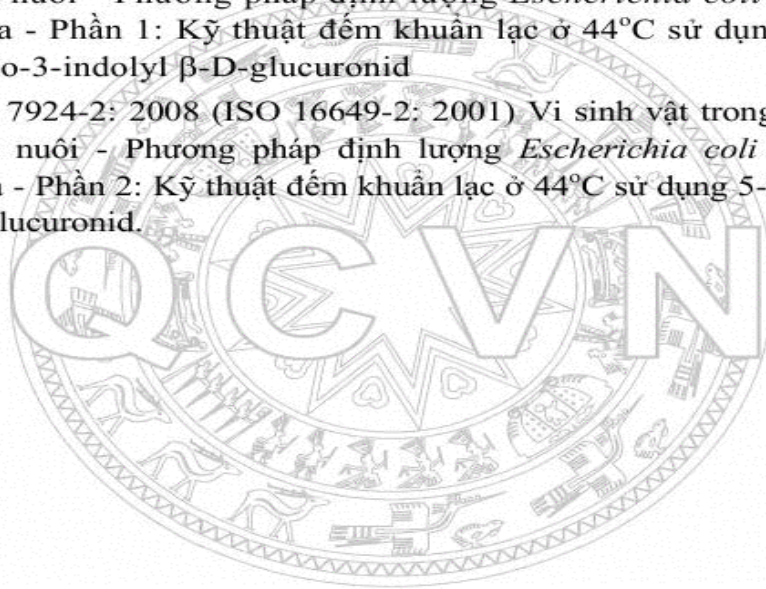 nuôi - Phương pháp định lượng Escherichia coli
a - Phần 1: Kỹ thuật đếm khuẩn lạc ở 44°C sử dụn
o-3-indolyl β-D-glucuronid
7924-2: 2008 (ISO 16649-2: 2001) Vi sinh vật trong
nuôi - Phương pháp định lượng Escherichia coli
- Phần 2: Kỹ thuật đếm khuẩn lạc ở 44°C sử dụng 5-
lucuronid.
QCVN